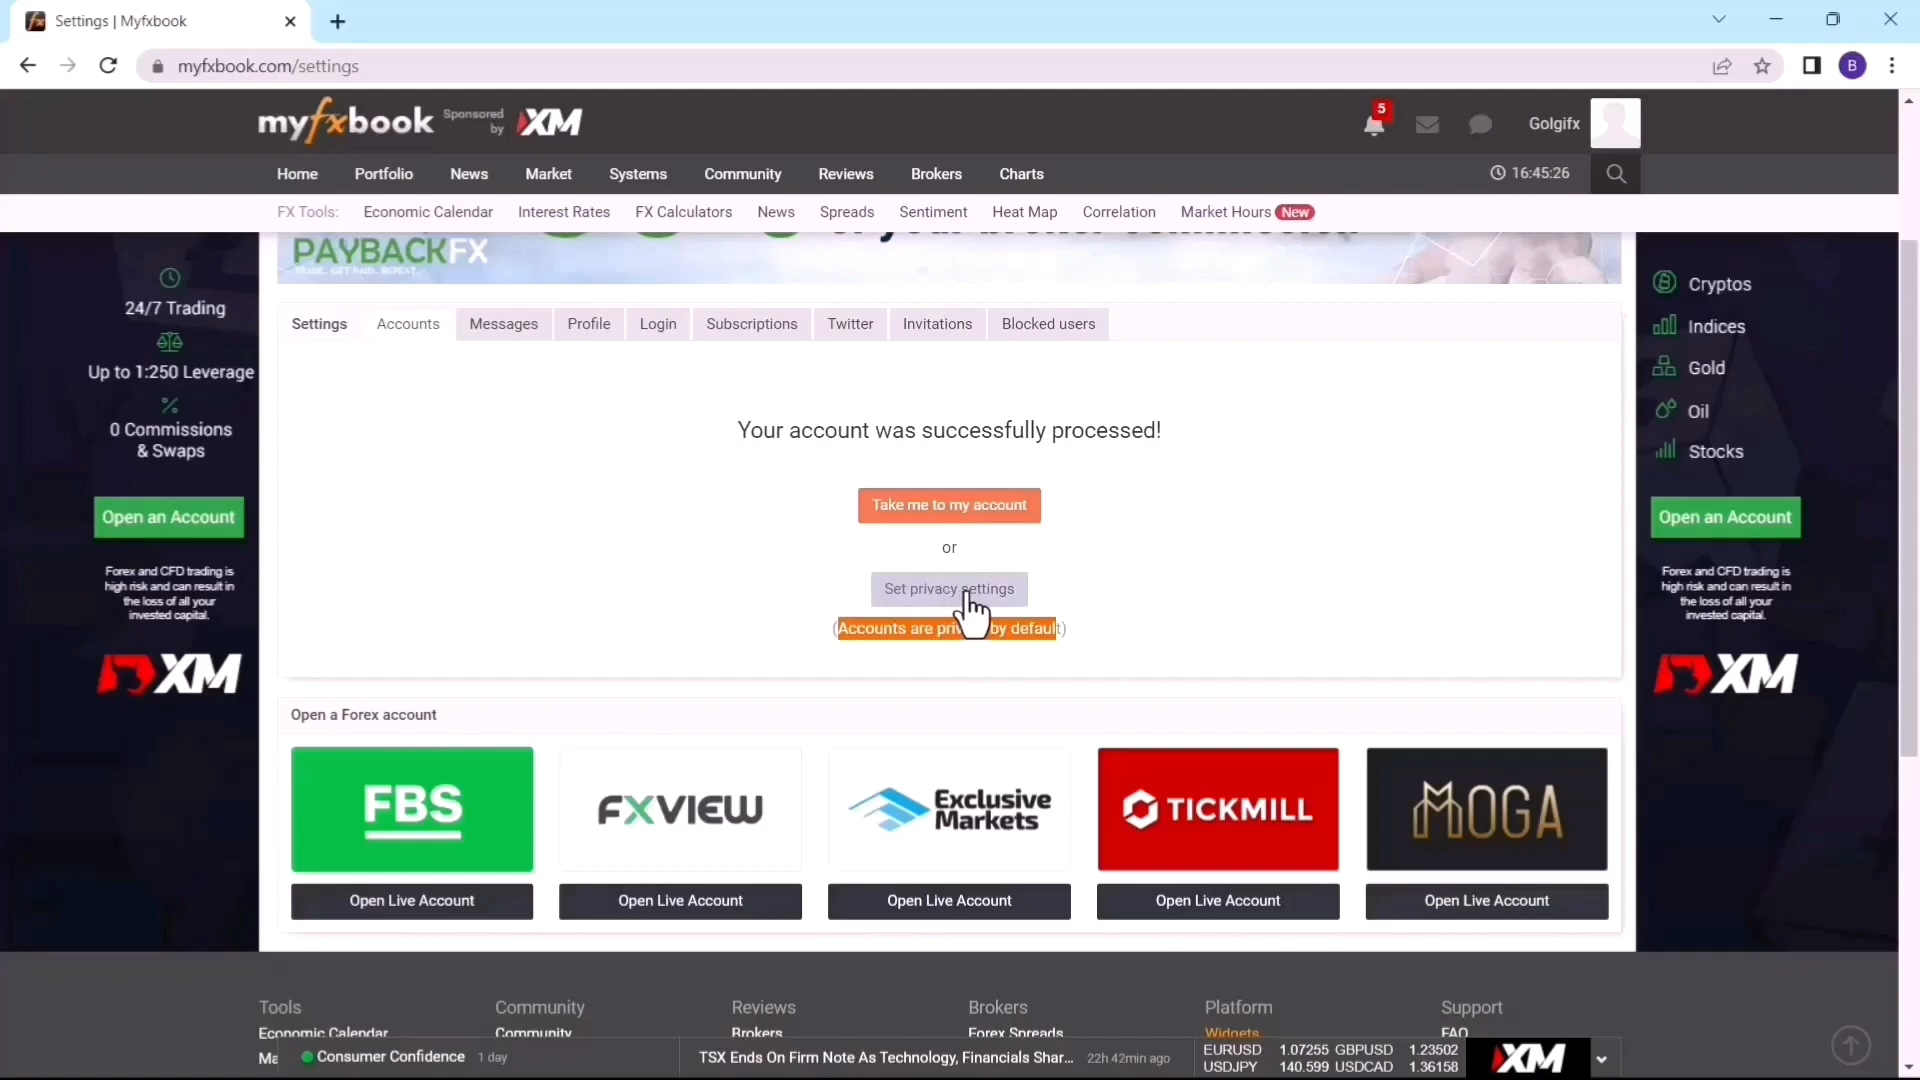 Settings | Myfxbook
myfxbook.com/settings
B
myfxbook Sponsored by XM
5
Golgifx
Home Portfolio News Market Systems Community Reviews Brokers Charts
16:45:26
FX Tools: Economic Calendar Interest Rates FX Calculators News Spreads Sentiment Heat Map Correlation Market Hours New
PAYBACKFX
TRADE. GET PAID. REPEAT.
24/7 Trading
Up to 1:250 Leverage
0 Commissions
& Swaps
Open an Account
Forex and CFD trading is
high risk and can result in
the loss of all your
invested capital.
XM
Settings Accounts Messages Profile Login Subscriptions Twitter Invitations Blocked users
Your account was successfully processed!
Take me to my account
or
Set privacy settings
(Accounts are by default)
Cryptos
Indices
Gold
Oil
Stocks
Open an Account
Forex and CFD trading is
high risk and can result in
the loss of all your
invested capital.
XM
Open a Forex account
FBS
FXVIEW
Exclusive
Markets
TICKMILL
MOGA
Open Live Account Open Live Account Open Live Account Open Live Account Open Live Account
Tools Community Reviews Brokers Platform Support
Economic Calendar Community Brokers Forex Spreads Widgets FAQ
Consumer Confidence 1 day
TSX Ends On Firm Note As Technology, Financials Shar... 22h 42min ago
EURUSD 1.07255 GBPUSD 1.23502
USDJPY 140.599 USDCAD 1.36158
XM